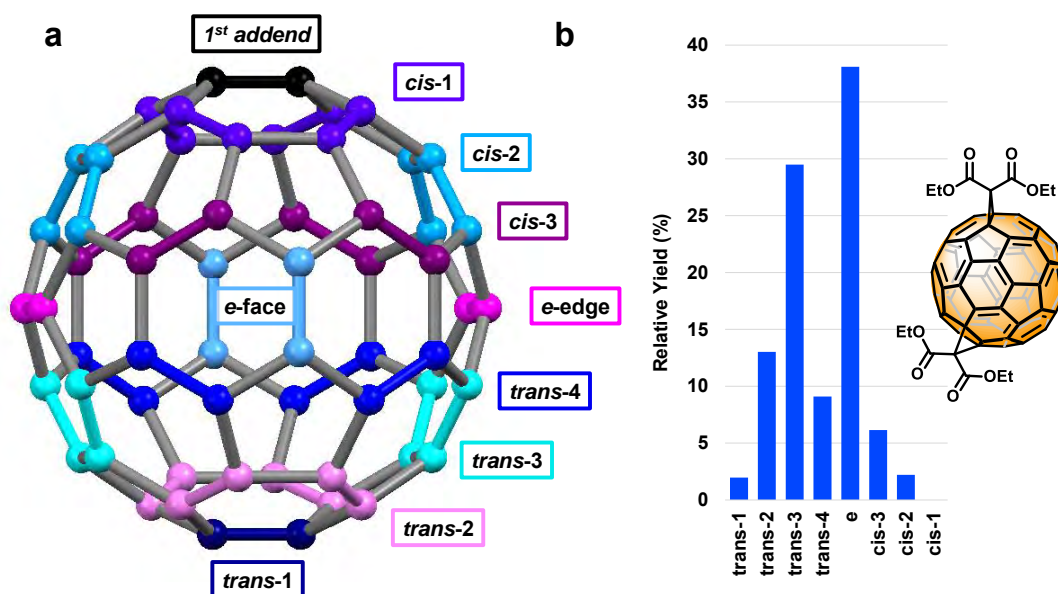 a
1st addend
cis-1
cis-2
cis-3
e-face
e-edge
trans-4
trans-3
trans-2
trans-1
b
Relative Yield (%)
45
40
35
30
25
20
15
10
5
0
trans-1
trans-2
trans-3
trans-4
e
cis-3
cis-2
cis-1
O
O
EtO
OEt
EtO
O
OEt
O